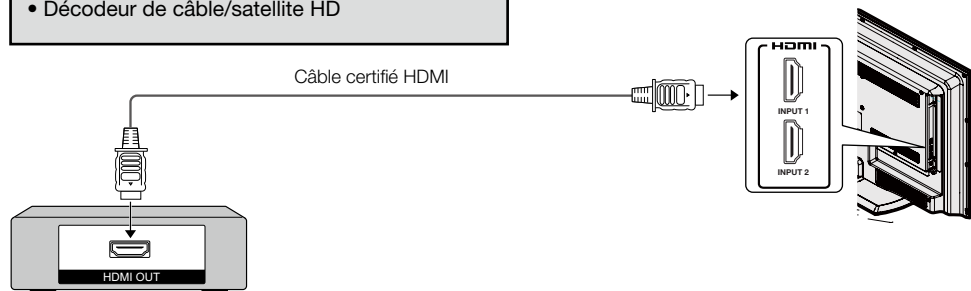 • Décodeur de câble/satellite HD
Câble certifié HDMI
HDMI
INPUT 1
INPUT 2
HDMI OUT